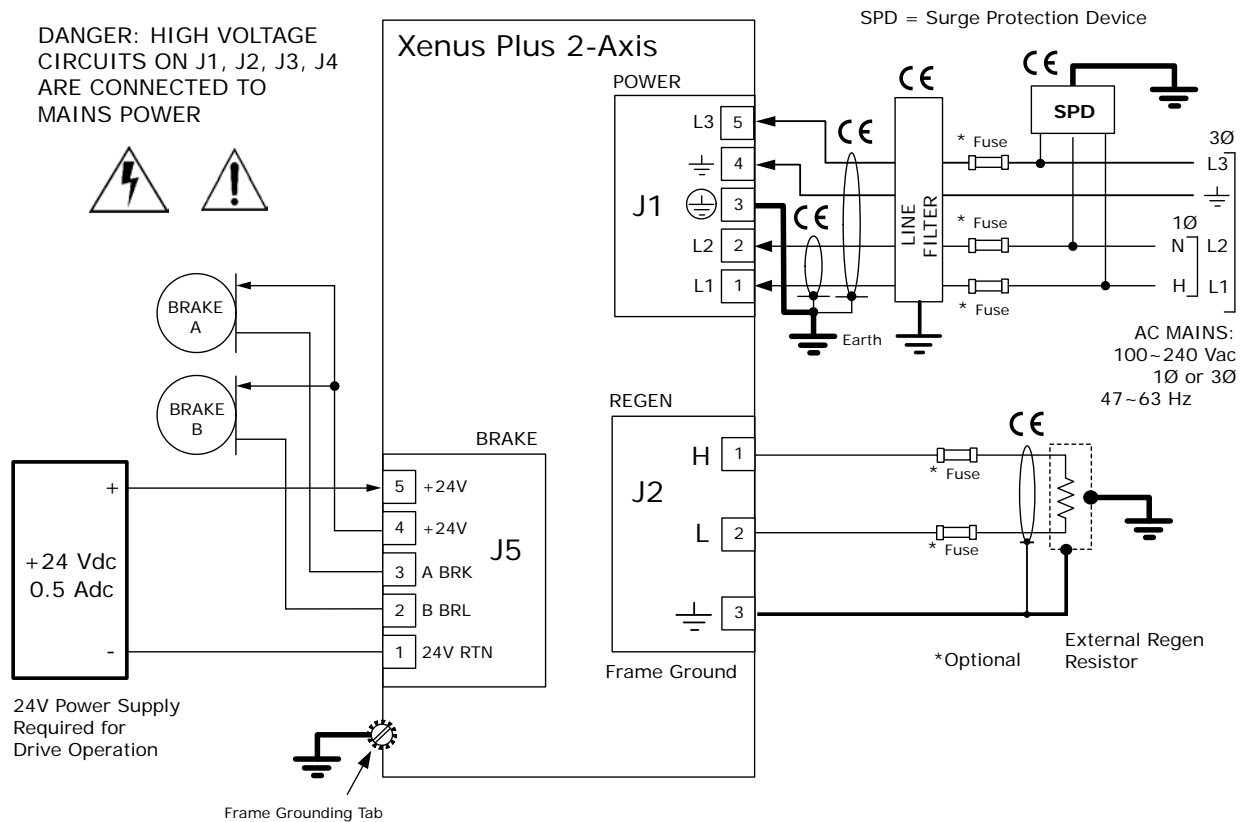 SPD = Surge Protection Device
DANGER: HIGH VOLTAGE
CIRCUITS ON J1, J2, J3, J4
ARE CONNECTED TO
MAINS POWER
Xenus Plus 2-Axis
POWER
J1
L3 5
4
3
L2 2
L1 1
CE
CE
CE
CE
LINE
FILTER
* Fuse
* Fuse
* Fuse
SPD
3Ø
L3
1Ø
N L2
H L1
Earth
AC MAINS:
100~240 Vac
1Ø or 3Ø
47~63 Hz
BRAKE
A
BRAKE
B
REGEN
J2
H 1
L 2
3
Frame Ground
* Fuse
* Fuse
CE
*Optional
External Regen
Resistor
BRAKE
J5
5 +24V
4 +24V
3 A BRK
2 B BRL
1 24V RTN
+
+24 Vdc
0.5 Adc
-
24V Power Supply
Required for
Drive Operation
Frame Grounding Tab